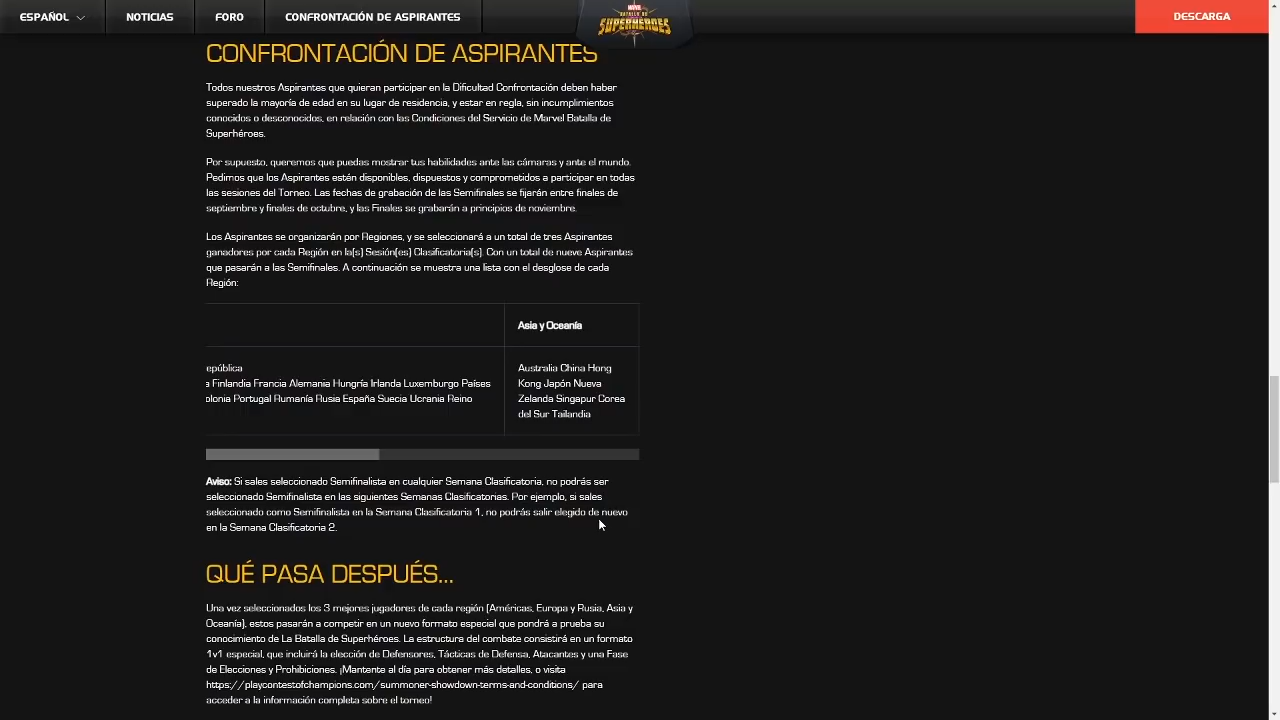 ESPAÑOL
NOTICIAS
FORO
CONFRONTACIÓN DE ASPIRANTES
MARVEL
BATALLA DE
SUPERHÉROES
DESCARGA
CONFRONTACIÓN DE ASPIRANTES
Todos nuestros Aspirantes que quieran participar en la Dificultad Confrontación deben haber
superado la mayoría de edad en su lugar de residencia, y estar en regla, sin incumplimientos
conocidos o desconocidos, en relación con las Condiciones del Servicio de Marvel Batalla de
Superhéroes.
Por supuesto, queremos que puedas mostrar tus habilidades ante las cámaras y ante el mundo.
Pedimos que los Aspirantes estén disponibles, dispuestos y comprometidos a participar en todas
las sesiones del Torneo. Las fechas de grabación de las Semifinales se fijarán entre finales de
septiembre y finales de octubre, y las Finales se grabarán a principios de noviembre.
Los Aspirantes se organizarán por Regiones, y se seleccionará a un total de tres Aspirantes
ganadores por cada Región en la(s) Sesión(es) Clasificatoria(s). Con un total de nueve Aspirantes
que pasarán a las Semifinales. A continuación se muestra una lista con el desglose de cada
Región:
Asia y Oceanía
epública
a Finlandia Francia Alemania Hungría Irlanda Luxemburgo Países
olonia Portugal Rumanía Rusia España Suecia Ucrania Reino
Australia China Hong
Kong Japón Nueva
Zelanda Singapur Corea
del Sur Tailandia
Aviso: Si sales seleccionado Semifinalista en cualquier Semana Clasificatoria, no podrás ser
seleccionado Semifinalista en las siguientes Semanas Clasificatorias. Por ejemplo, si sales
seleccionado como Semifinalista en la Semana Clasificatoria 1, no podrás salir elegido de nuevo
en la Semana Clasificatoria 2.
QUÉ PASA DESPUÉS...
Una vez seleccionados los 3 mejores jugadores de cada región (Américas, Europa y Rusia, Asia y
Oceanía), estos pasarán a competir en un nuevo formato especial que pondrá a prueba su
conocimiento de La Batalla de Superhéroes. La estructura del combate consistirá en un formato
1v1 especial, que incluirá la elección de Defensores, Tácticas de Defensa, Atacantes y una Fase
de Elecciones y Prohibiciones. ¡Mantente al día para obtener más detalles, o visita
https://playcontestofchampions.com/summoner-showdown-terms-and-conditions/ para
acceder a la información completa sobre el torneo!